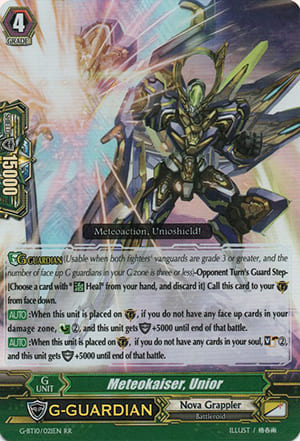 4
GRADE
15000
Meteoaction, Unioshield!
G GUARDIAN (Usable when both fighters' vanguards are grade 3 or greater, and the
number of face up G guardians in your G zone is three or less)-Opponent Turn's Guard Step-
[Choose a card with " Heal" from your hand, and discard it] Call this card to your
from face down.
AUTO:When this unit is placed on , if you do not have any face up cards in your
damage zone, (2), and this unit gets +5000 until end of that battle.
AUTO:When this unit is placed on , if you do not have any cards in your soul, (2),
and this unit gets +5000 until end of that battle.
G
UNIT
Meteokaiser, Unior
G-GUARDIAN
Nova Grappler
Battleroid
G-BT10/021EN RR
ILLUST /